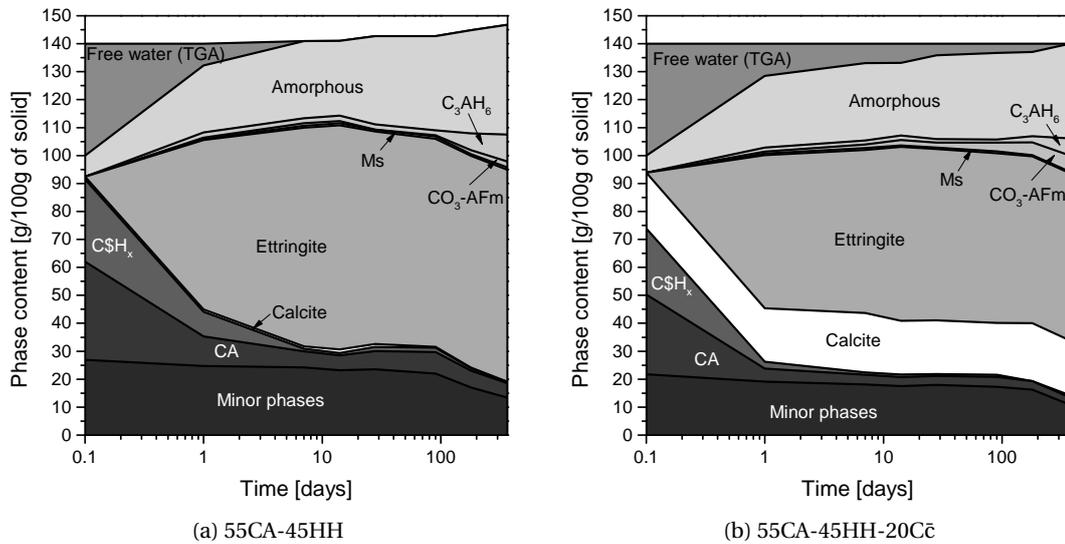 150
140
130
120
110
100
90
80
70
60
50
40
30
20
10
0
Phase content [g/100g of solid]
Free water (TGA)
Amorphous
C₃AH₆
Ms
CO₃-AFm
C$Hₓ
Ettringite
Calcite
CA
Minor phases
0.1 1 10 100
Time [days]
(a) 55CA-45HH
150
140
130
120
110
100
90
80
70
60
50
40
30
20
10
0
Phase content [g/100g of solid]
Free water (TGA)
Amorphous
C₃AH₆
Ms
CO₃-AFm
Ettringite
C$Hₓ
Calcite
CA
Minor phases
0.1 1 10 100
Time [days]
(b) 55CA-45HH-20Cc̄